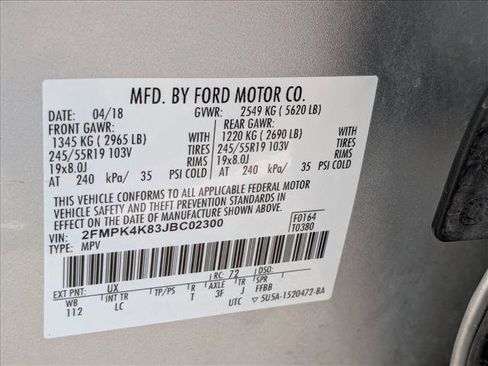 MFD. BY FORD MOTOR CO.
DATE: 04/18 GVWR: 2549 KG ( 5620 LB)
FRONT GAWR: REAR GAWR:
1345 KG ( 2965 LB) 1220 KG ( 2690 LB)
245/55R19 103V TIRES 245/55R19 103V TIRES
19x8.0J RIMS 19x8.0J RIMS
AT 240 kPa/ 35 PSI COLD AT 240 kPa/ 35 PSI COLD
THIS VEHICLE CONFORMS TO ALL APPLICABLE FEDERAL MOTOR
VEHICLE SAFETY AND THEFT PREVENTION STANDARDS IN EFFECT ON
THE DATE OF MANUFACTURE SHOWN ABOVE.
VIN: 2FMPK4K83JBC02300 F0164
TYPE: MPV T0380
EXT PNT: UX RC: 72 DSO:
WB INT TR TP/PS R AXLE TR SPR
112 LC T 3F J FFBB
UTC 5U5A-1520472-BA